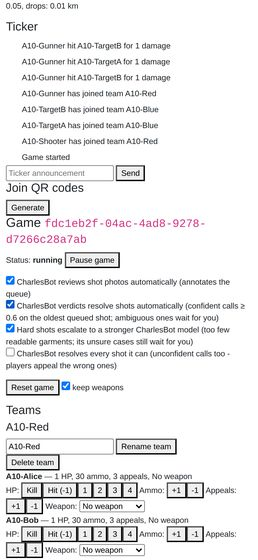 0.05, drops: 0.01 km
Ticker
A10-Gunner hit A10-TargetB for 1 damage
A10-Gunner hit A10-TargetA for 1 damage
A10-Gunner hit A10-TargetB for 1 damage
A10-Gunner has joined team A10-Red
A10-TargetB has joined team A10-Blue
A10-TargetA has joined team A10-Blue
A10-Shooter has joined team A10-Red
Game started
Ticker announcement Send
Join QR codes
Generate
Game fdc1eb2f-04ac-4ad8-9278-
d7266c28a7ab
Status: running Pause game
CharlesBot reviews shot photos automatically (annotates the
queue)
CharlesBot verdicts resolve shots automatically (confident calls ≥
0.6 on the oldest queued shot; ambiguous ones wait for you)
Hard shots escalate to a stronger CharlesBot model (too few
readable garments; its unsure cases still wait for you)
CharlesBot resolves every shot it can (unconfident calls too -
players appeal the wrong ones)
Reset game keep weapons
Teams
A10-Red
A10-Red Rename team
Delete team
A10-Alice — 1 HP, 30 ammo, 3 appeals, No weapon
HP: Kill Hit (-1) 1 2 3 4 Ammo: +1 -1 Appeals:
+1 -1 Weapon: No weapon
A10-Bob — 1 HP, 30 ammo, 3 appeals, No weapon
HP: Kill Hit (-1) 1 2 3 4 Ammo: +1 -1 Appeals:
+1 -1 Weapon: No weapon